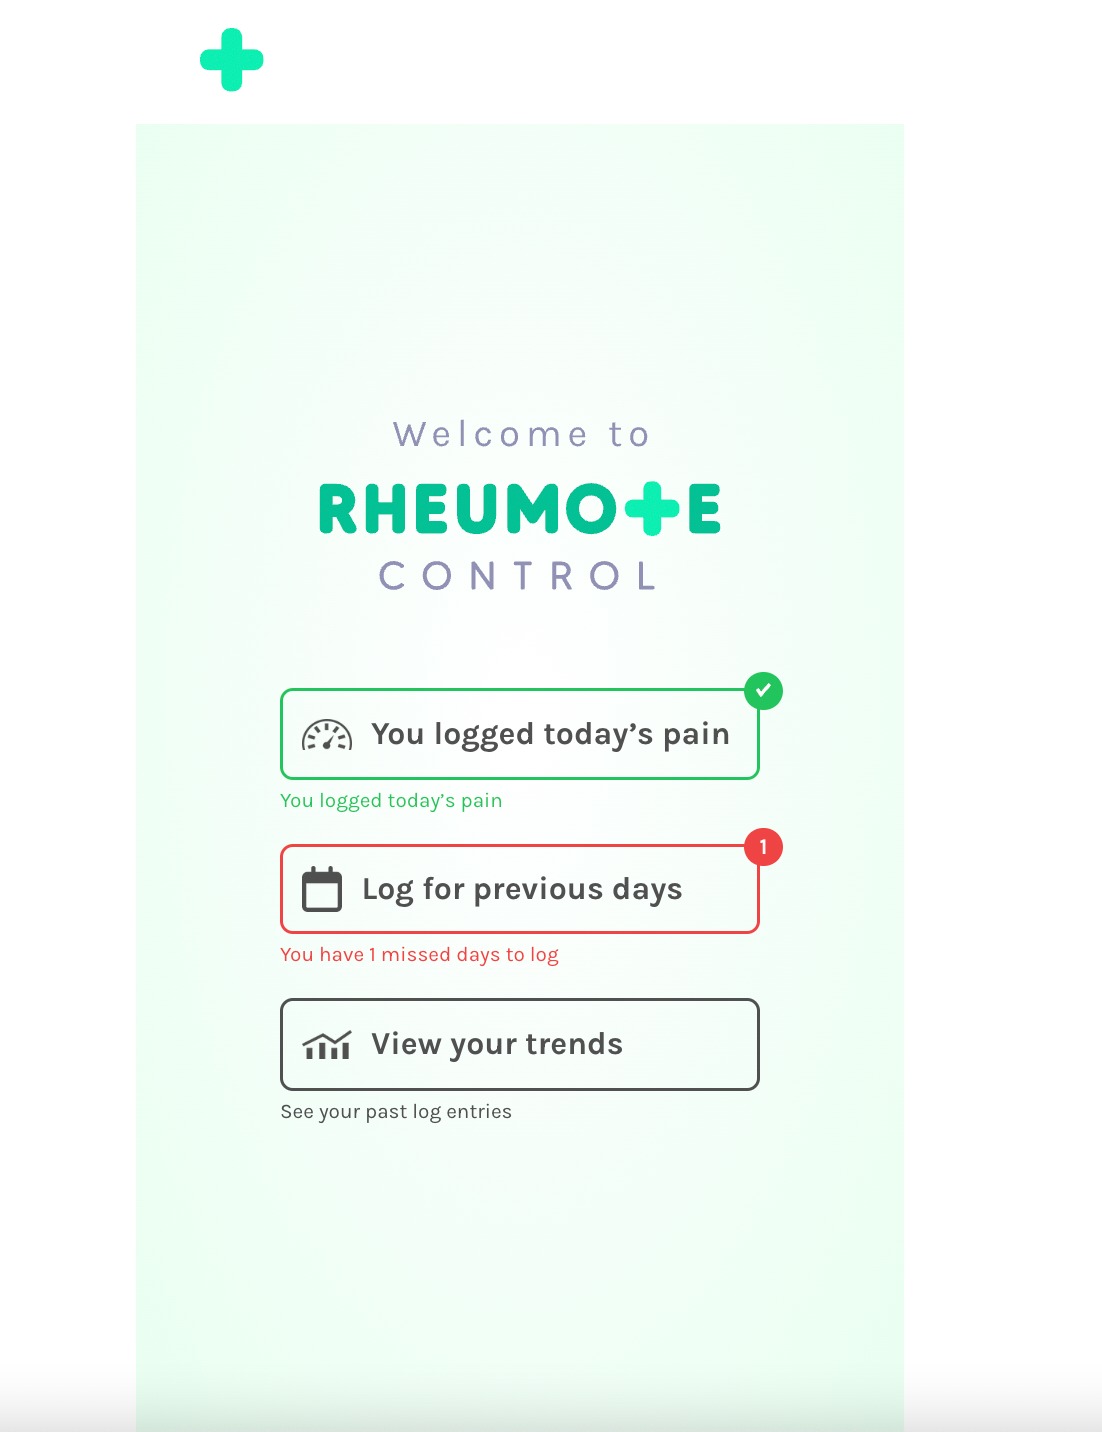 Welcome to
RHEUMOTE
CONTROL
You logged today’s pain
You logged today’s pain
1
Log for previous days
You have 1 missed days to log
View your trends
See your past log entries